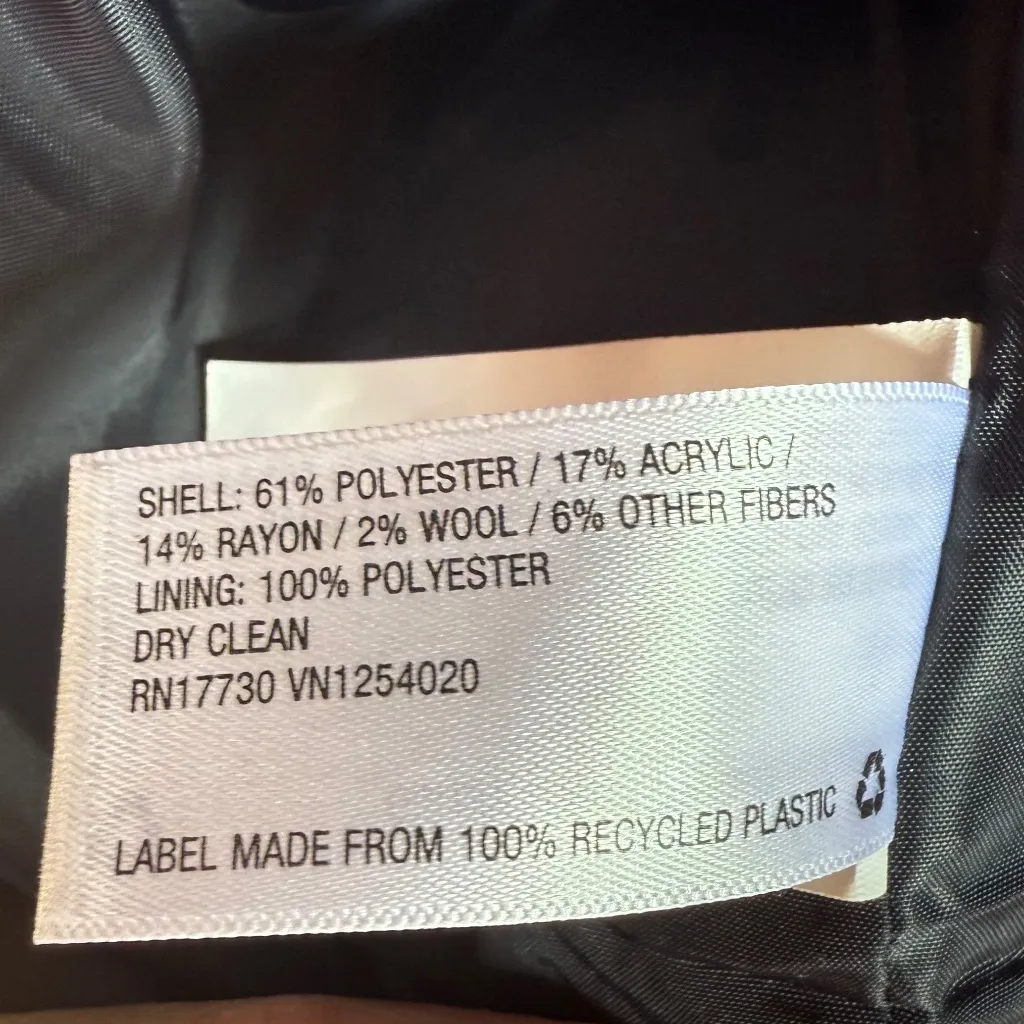 SHELL: 61% POLYESTER / 17% ACRYLIC /
14% RAYON / 2% WOOL / 6% OTHER FIBERS
LINING: 100% POLYESTER
DRY CLEAN
RN17730 VN1254020
LABEL MADE FROM 100% RECYCLED PLASTIC